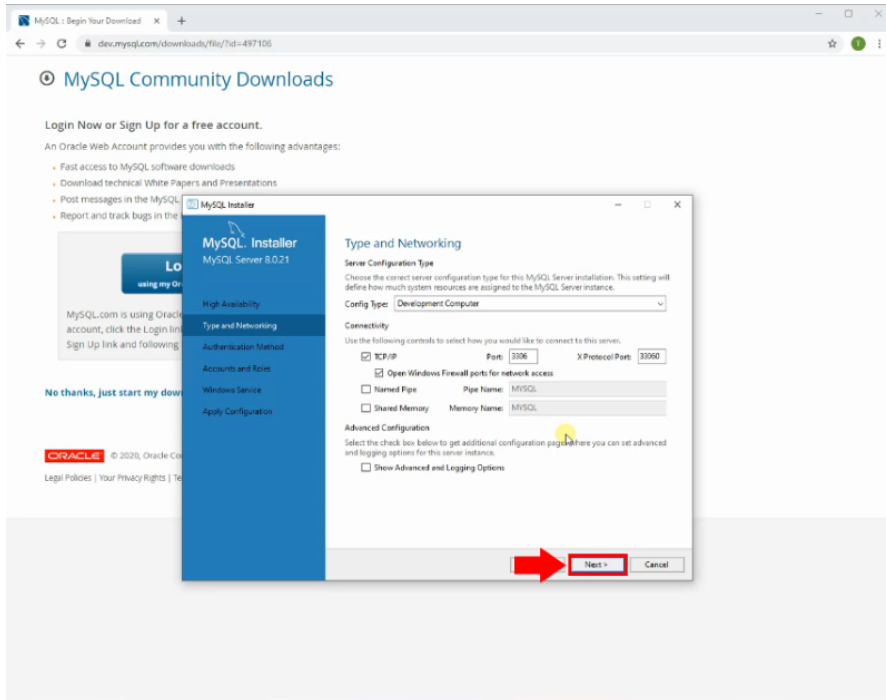 MySQL :: Begin Your Download
dev.mysql.com/downloads/file/?id=497106
T
MySQL Community Downloads
Login Now or Sign Up for a free account.
An Oracle Web Account provides you with the following advantages:
Fast access to MySQL software downloads
Download technical White Papers and Presentations
Post messages in the MySQL
Report and track bugs in the
Lo
using my Or
MySQL.com is using Oracle
account, click the Login lin
Sign Up link and following
No thanks, just start my dow
ORACLE © 2020, Oracle Co
Legal Policies | Your Privacy Rights | Te
MySQL Installer
MySQL. Installer
MySQL Server 8.0.21
High Availability
Type and Networking
Authentication Method
Accounts and Roles
Windows Service
Apply Configuration
Type and Networking
Server Configuration Type
Choose the correct server configuration type for this MySQL Server installation. This setting will
define how much system resources are assigned to the MySQL Server instance.
Config Type: Development Computer
Connectivity
Use the following controls to select how you would like to connect to this server.
TCP/IP Port: 3306 X Protocol Port: 33060
Open Windows Firewall ports for network access
Named Pipe Pipe Name: MYSQL
Shared Memory Memory Name: MYSQL
Advanced Configuration
Select the check box below to get additional configuration pages where you can set advanced
and logging options for this server instance.
Show Advanced and Logging Options
Next >
Cancel